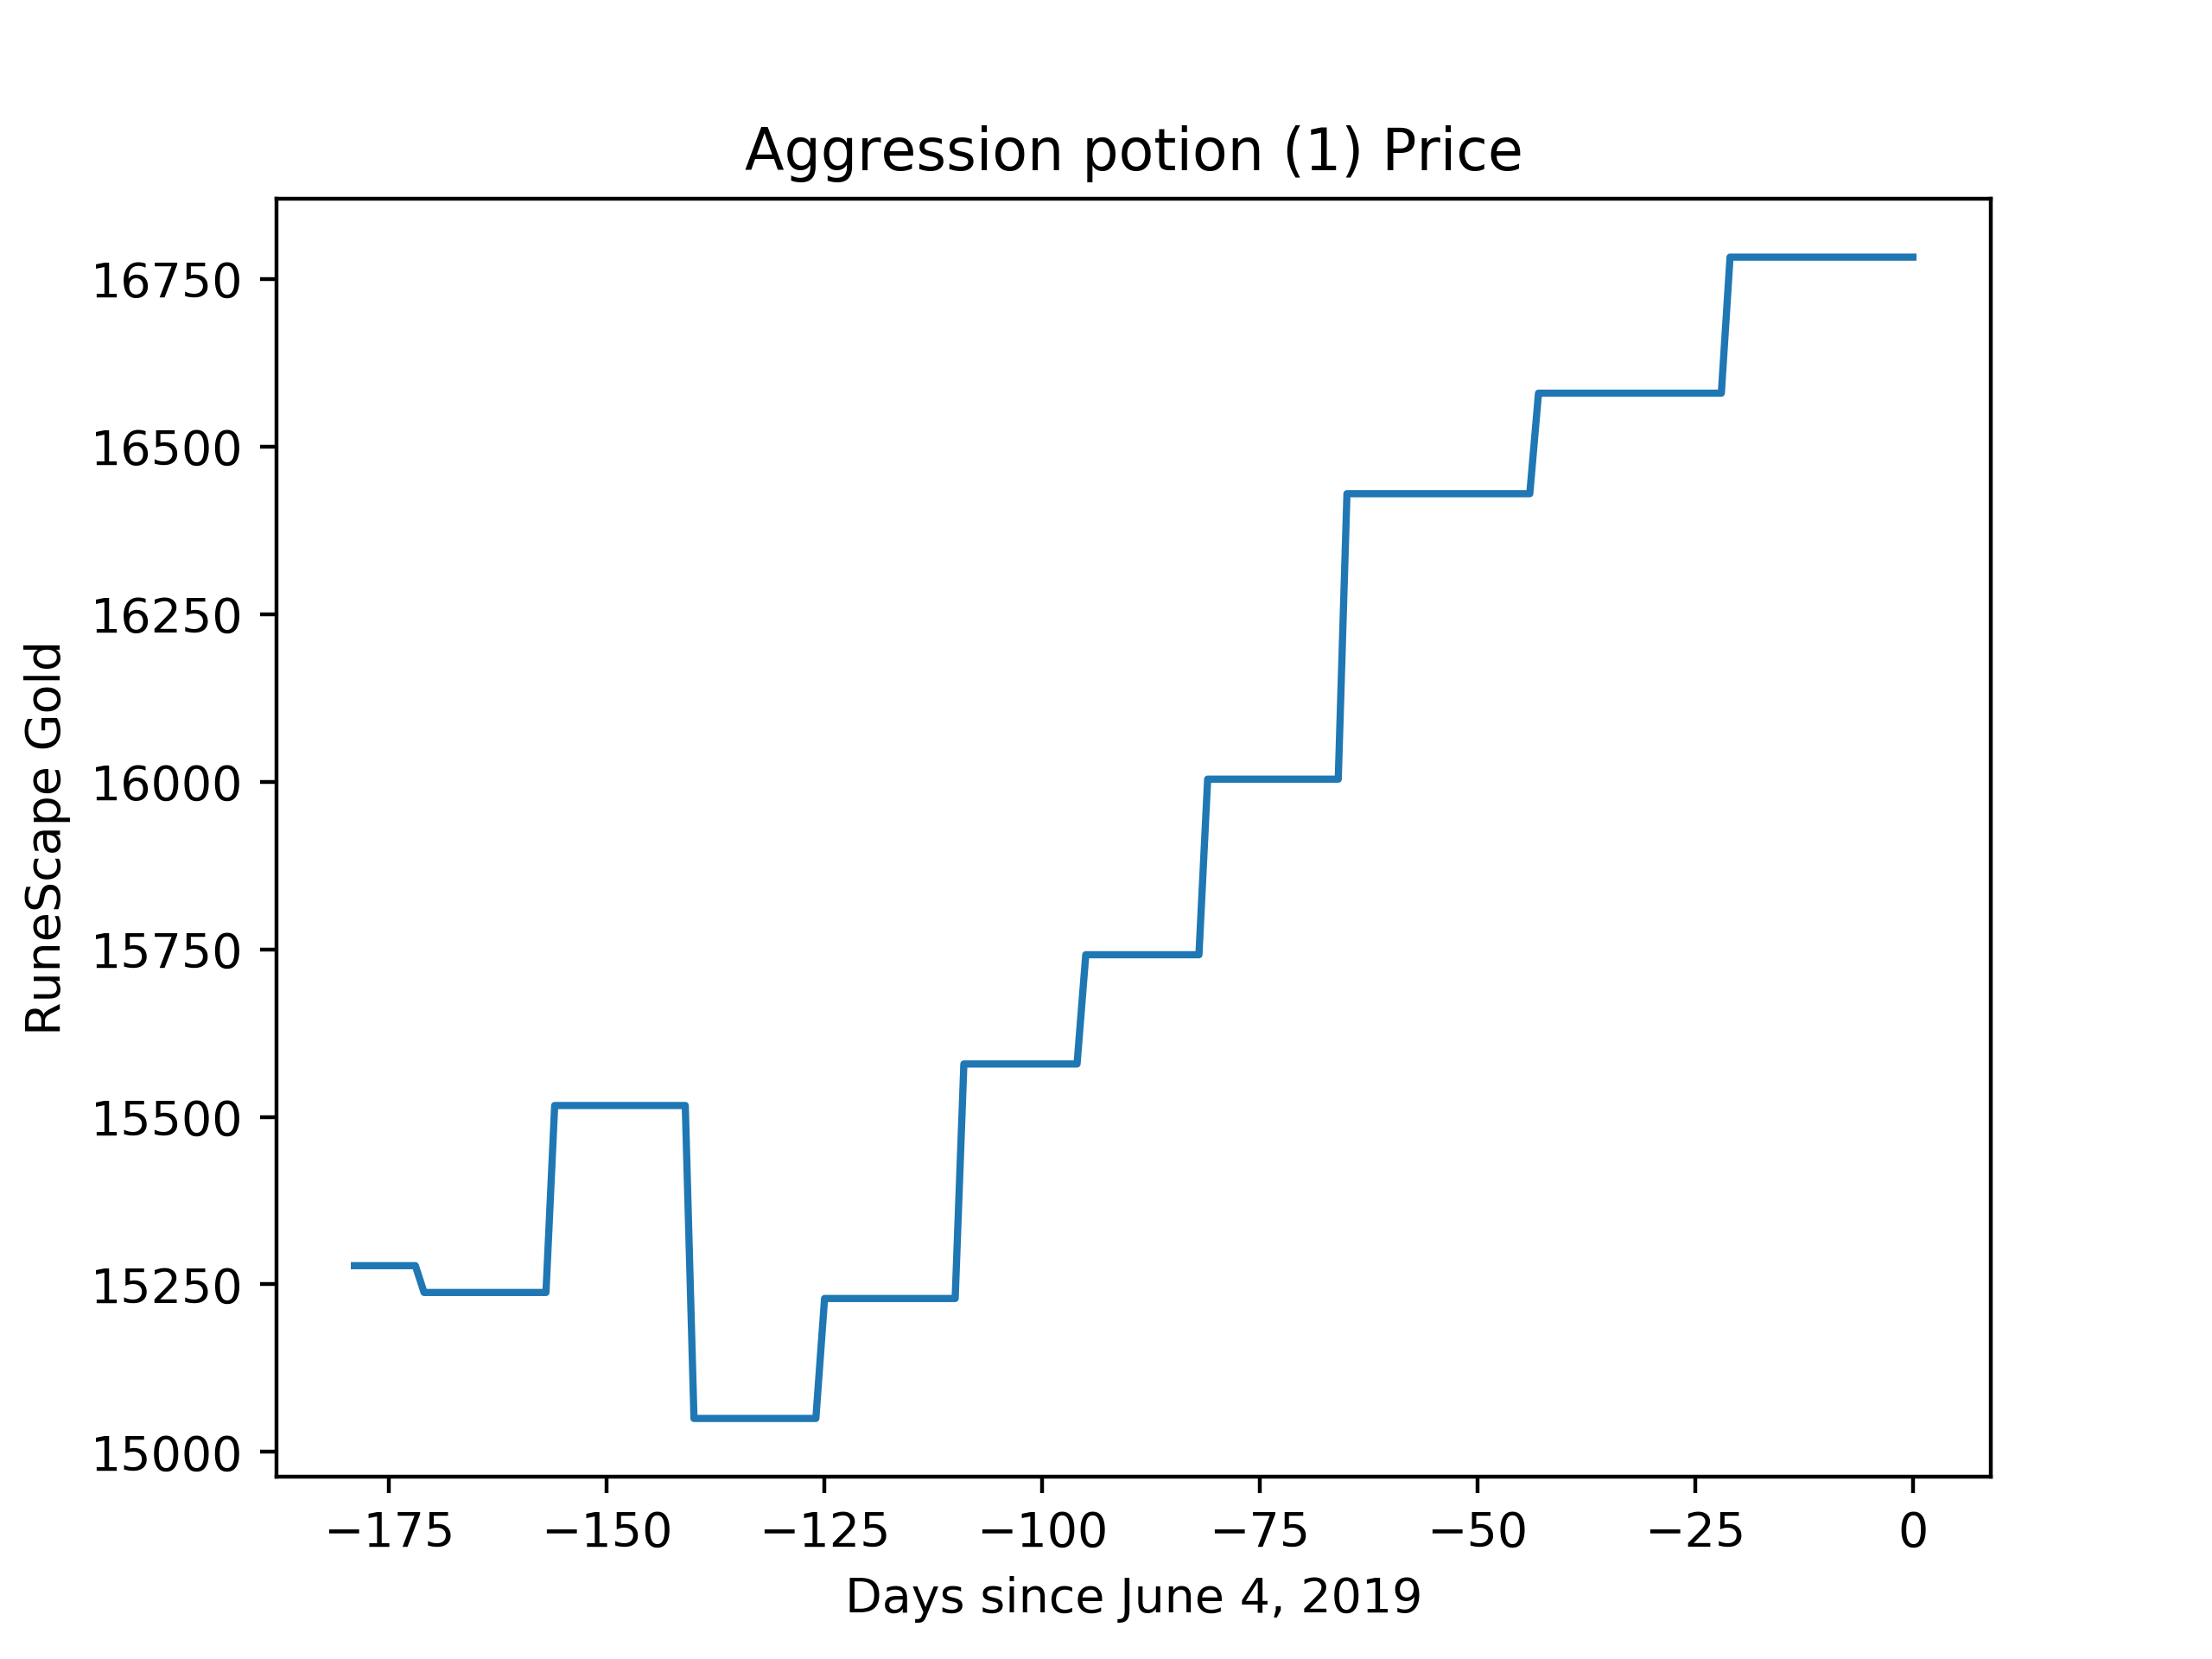 Aggression potion (1) Price
RuneScape Gold
16750
16500
16250
16000
15750
15500
15250
15000
−175 −150 −125 −100 −75 −50 −25 0
Days since June 4, 2019